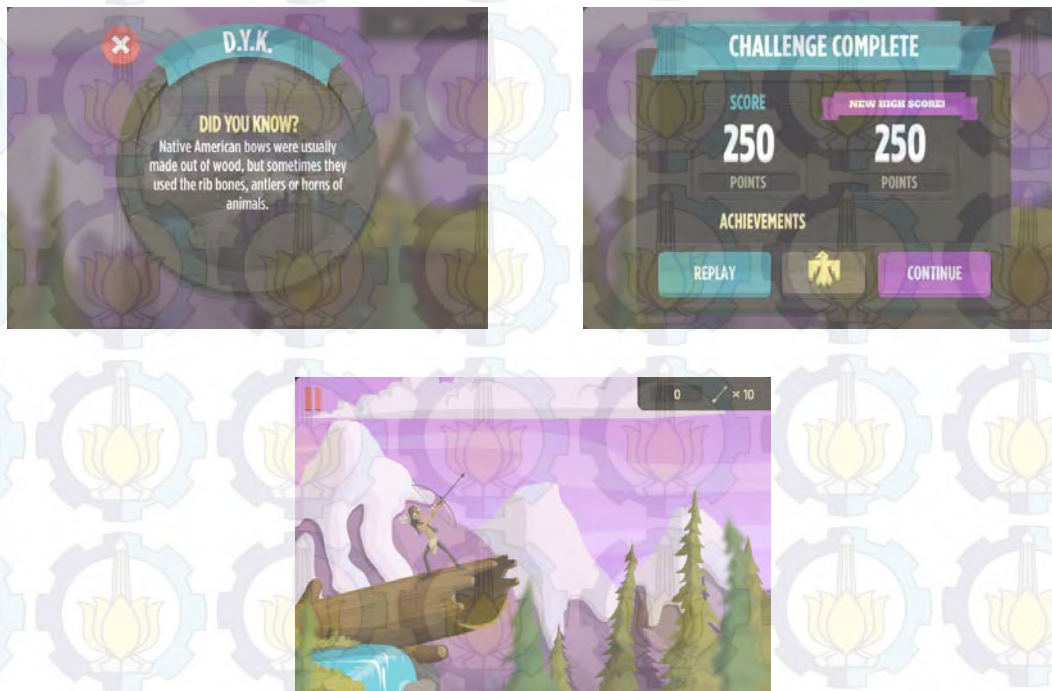 D.Y.K.
DID YOU KNOW?
Native American bows were usually
made out of wood, but sometimes they
used the rib bones, antlers or horns of
animals.
CHALLENGE COMPLETE
SCORE
NEW HIGH SCORE!
250
250
POINTS
POINTS
ACHIEVEMENTS
REPLAY
CONTINUE
0
× 10